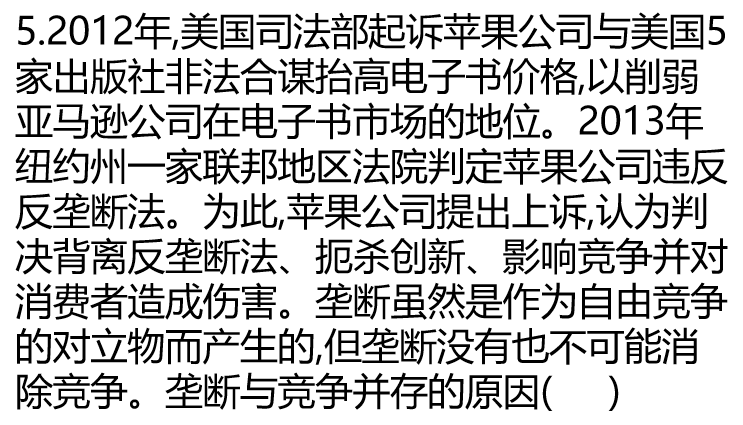 5.2012年,美国司法部起诉苹果公司与美国5
家出版社非法合谋抬高电子书价格,以削弱
亚马逊公司在电子书市场的地位。2013年
纽约州一家联邦地区法院判定苹果公司违反
反垄断法。为此,苹果公司提出上诉,认为判
决背离反垄断法、扼杀创新、影响竞争并对
消费者造成伤害。垄断虽然是作为自由竞争
的对立物而产生的,但垄断没有也不可能消
除竞争。垄断与竞争并存的原因(　　)